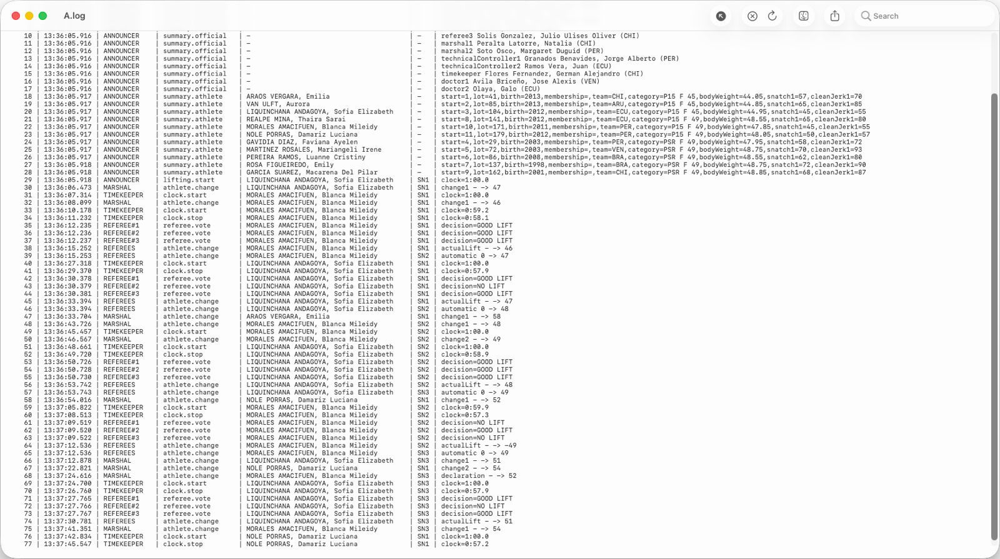 A.log
Search
10 | 13:36:05.916 | ANNOUNCER | summary.official | – | – | referee3 Solis Gonzalez, Julio Ulises Oliver (CHI)
11 | 13:36:05.916 | ANNOUNCER | summary.official | – | – | marshal1 Peralta Latorre, Natalia (CHI)
12 | 13:36:05.916 | ANNOUNCER | summary.official | – | – | marshal2 Soto Osco, Margaret Duguid (PER)
13 | 13:36:05.916 | ANNOUNCER | summary.official | – | – | technicalController1 Granados Benavides, Jorge Alberto (PER)
14 | 13:36:05.916 | ANNOUNCER | summary.official | – | – | technicalController2 Ramos Vera, Juan (ECU)
15 | 13:36:05.916 | ANNOUNCER | summary.official | – | – | timekeeper Flores Fernandez, German Alejandro (CHI)
16 | 13:36:05.916 | ANNOUNCER | summary.official | – | – | doctor1 Avila Briceño, Jose Alexis (VEN)
17 | 13:36:05.916 | ANNOUNCER | summary.official | – | – | doctor2 Olaya, Galo (ECU)
18 | 13:36:05.917 | ANNOUNCER | summary.athlete | ARAOS VERGARA, Emilia | – | start=1,lot=41,birth=2013,membership=,team=CHI,category=P15 F 45,bodyWeight=44.05,snatch1=57,cleanJerk1=70
19 | 13:36:05.917 | ANNOUNCER | summary.athlete | VAN ULFT, Aurora | – | start=2,lot=85,birth=2013,membership=,team=ARU,category=P15 F 45,bodyWeight=44.85,snatch1=65,cleanJerk1=85
20 | 13:36:05.917 | ANNOUNCER | summary.athlete | LIQUINCHANA ANDAGOYA, Sofia Elizabeth | – | start=3,lot=104,birth=2012,membership=,team=ECU,category=P15 F 45,bodyWeight=44.95,snatch1=45,cleanJerk1=55
21 | 13:36:05.917 | ANNOUNCER | summary.athlete | REALPE MINA, Thaira Sarai | – | start=8,lot=141,birth=2012,membership=,team=ECU,category=P15 F 49,bodyWeight=48.55,snatch1=65,cleanJerk1=80
22 | 13:36:05.917 | ANNOUNCER | summary.athlete | MORALES AMACIFUEN, Blanca Mileidy | – | start=10,lot=171,birth=2011,membership=,team=PER,category=P15 F 49,bodyWeight=47.85,snatch1=45,cleanJerk1=55
23 | 13:36:05.917 | ANNOUNCER | summary.athlete | NOLE PORRAS, Damariz Luciana | – | start=11,lot=179,birth=2012,membership=,team=PER,category=P15 F 49,bodyWeight=48.05,snatch1=50,cleanJerk1=57
24 | 13:36:05.917 | ANNOUNCER | summary.athlete | GAVIDIA DIAZ, Faviana Ayelen | – | start=4,lot=29,birth=2003,membership=,team=PER,category=PSR F 49,bodyWeight=47.95,snatch1=58,cleanJerk1=72
25 | 13:36:05.917 | ANNOUNCER | summary.athlete | MARTINEZ ROSALES, Mariangeli Irene | – | start=5,lot=72,birth=2003,membership=,team=VEN,category=PSR F 49,bodyWeight=48.75,snatch1=70,cleanJerk1=93
26 | 13:36:05.917 | ANNOUNCER | summary.athlete | PEREIRA RAMOS, Luanne Cristiny | – | start=6,lot=86,birth=2008,membership=,team=BRA,category=PSR F 49,bodyWeight=48.55,snatch1=62,cleanJerk1=80
27 | 13:36:05.918 | ANNOUNCER | summary.athlete | ROSA FIGUEIREDO, Emily | – | start=7,lot=137,birth=1998,membership=,team=BRA,category=PSR F 49,bodyWeight=48.75,snatch1=72,cleanJerk1=90
28 | 13:36:05.918 | ANNOUNCER | summary.athlete | GARCIA SUAREZ, Macarena Del Pilar | – | start=9,lot=162,birth=2001,membership=,team=CHI,category=PSR F 49,bodyWeight=48.85,snatch1=68,cleanJerk1=87
29 | 13:36:05.918 | ANNOUNCER | lifting.start | LIQUINCHANA ANDAGOYA, Sofia Elizabeth | SN1 | clock=1:00.0
30 | 13:36:06.473 | MARSHAL | athlete.change | LIQUINCHANA ANDAGOYA, Sofia Elizabeth | SN1 | change1 – –> 47
31 | 13:36:07.314 | TIMEKEEPER | clock.start | MORALES AMACIFUEN, Blanca Mileidy | SN1 | clock=1:00.0
32 | 13:36:08.099 | MARSHAL | athlete.change | MORALES AMACIFUEN, Blanca Mileidy | SN1 | change1 – –> 46
33 | 13:36:10.178 | TIMEKEEPER | clock.start | MORALES AMACIFUEN, Blanca Mileidy | SN1 | clock=0:59.2
34 | 13:36:11.232 | TIMEKEEPER | clock.stop | MORALES AMACIFUEN, Blanca Mileidy | SN1 | clock=0:58.1
35 | 13:36:12.235 | REFEREE#1 | referee.vote | MORALES AMACIFUEN, Blanca Mileidy | SN1 | decision=GOOD LIFT
36 | 13:36:12.236 | REFEREE#2 | referee.vote | MORALES AMACIFUEN, Blanca Mileidy | SN1 | decision=GOOD LIFT
37 | 13:36:12.237 | REFEREE#3 | referee.vote | MORALES AMACIFUEN, Blanca Mileidy | SN1 | decision=GOOD LIFT
38 | 13:36:15.252 | REFEREES | athlete.change | MORALES AMACIFUEN, Blanca Mileidy | SN1 | actualLift – –> 46
39 | 13:36:15.253 | REFEREES | athlete.change | MORALES AMACIFUEN, Blanca Mileidy | SN2 | automatic 0 –> 47
40 | 13:36:27.318 | TIMEKEEPER | clock.start | LIQUINCHANA ANDAGOYA, Sofia Elizabeth | SN1 | clock=1:00.0
41 | 13:36:29.370 | TIMEKEEPER | clock.stop | LIQUINCHANA ANDAGOYA, Sofia Elizabeth | SN1 | clock=0:57.9
42 | 13:36:30.378 | REFEREE#1 | referee.vote | LIQUINCHANA ANDAGOYA, Sofia Elizabeth | SN1 | decision=GOOD LIFT
43 | 13:36:30.379 | REFEREE#2 | referee.vote | LIQUINCHANA ANDAGOYA, Sofia Elizabeth | SN1 | decision=NO LIFT
44 | 13:36:30.381 | REFEREE#3 | referee.vote | LIQUINCHANA ANDAGOYA, Sofia Elizabeth | SN1 | decision=GOOD LIFT
45 | 13:36:33.394 | REFEREES | athlete.change | LIQUINCHANA ANDAGOYA, Sofia Elizabeth | SN1 | actualLift – –> 47
46 | 13:36:33.394 | REFEREES | athlete.change | LIQUINCHANA ANDAGOYA, Sofia Elizabeth | SN2 | automatic 0 –> 48
47 | 13:36:33.704 | MARSHAL | athlete.change | ARAOS VERGARA, Emilia | SN1 | change1 – –> 58
48 | 13:36:43.726 | MARSHAL | athlete.change | MORALES AMACIFUEN, Blanca Mileidy | SN2 | change1 – –> 48
49 | 13:36:45.457 | TIMEKEEPER | clock.start | MORALES AMACIFUEN, Blanca Mileidy | SN2 | clock=1:00.0
50 | 13:36:46.567 | MARSHAL | athlete.change | MORALES AMACIFUEN, Blanca Mileidy | SN2 | change2 – –> 49
51 | 13:36:48.661 | TIMEKEEPER | clock.start | LIQUINCHANA ANDAGOYA, Sofia Elizabeth | SN2 | clock=1:00.0
52 | 13:36:49.720 | TIMEKEEPER | clock.stop | LIQUINCHANA ANDAGOYA, Sofia Elizabeth | SN2 | clock=0:58.9
53 | 13:36:50.726 | REFEREE#1 | referee.vote | LIQUINCHANA ANDAGOYA, Sofia Elizabeth | SN2 | decision=GOOD LIFT
54 | 13:36:50.728 | REFEREE#2 | referee.vote | LIQUINCHANA ANDAGOYA, Sofia Elizabeth | SN2 | decision=GOOD LIFT
55 | 13:36:50.730 | REFEREE#3 | referee.vote | LIQUINCHANA ANDAGOYA, Sofia Elizabeth | SN2 | decision=GOOD LIFT
56 | 13:36:53.742 | REFEREES | athlete.change | LIQUINCHANA ANDAGOYA, Sofia Elizabeth | SN2 | actualLift – –> 48
57 | 13:36:53.743 | REFEREES | athlete.change | LIQUINCHANA ANDAGOYA, Sofia Elizabeth | SN3 | automatic 0 –> 49
58 | 13:36:54.016 | MARSHAL | athlete.change | NOLE PORRAS, Damariz Luciana | SN1 | change1 – –> 52
59 | 13:37:05.822 | TIMEKEEPER | clock.start | MORALES AMACIFUEN, Blanca Mileidy | SN2 | clock=0:59.9
60 | 13:37:08.513 | TIMEKEEPER | clock.stop | MORALES AMACIFUEN, Blanca Mileidy | SN2 | clock=0:57.3
61 | 13:37:09.519 | REFEREE#1 | referee.vote | MORALES AMACIFUEN, Blanca Mileidy | SN2 | decision=NO LIFT
62 | 13:37:09.520 | REFEREE#2 | referee.vote | MORALES AMACIFUEN, Blanca Mileidy | SN2 | decision=GOOD LIFT
63 | 13:37:09.522 | REFEREE#3 | referee.vote | MORALES AMACIFUEN, Blanca Mileidy | SN2 | decision=NO LIFT
64 | 13:37:12.536 | REFEREES | athlete.change | MORALES AMACIFUEN, Blanca Mileidy | SN2 | actualLift – –> –49
65 | 13:37:12.536 | REFEREES | athlete.change | MORALES AMACIFUEN, Blanca Mileidy | SN3 | automatic 0 –> 49
66 | 13:37:12.878 | MARSHAL | athlete.change | LIQUINCHANA ANDAGOYA, Sofia Elizabeth | SN3 | change1 – –> 51
67 | 13:37:22.821 | MARSHAL | athlete.change | NOLE PORRAS, Damariz Luciana | SN1 | change2 – –> 54
68 | 13:37:24.616 | MARSHAL | athlete.change | MORALES AMACIFUEN, Blanca Mileidy | SN3 | declaration – –> 52
69 | 13:37:24.700 | TIMEKEEPER | clock.start | LIQUINCHANA ANDAGOYA, Sofia Elizabeth | SN3 | clock=1:00.0
70 | 13:37:26.760 | TIMEKEEPER | clock.stop | LIQUINCHANA ANDAGOYA, Sofia Elizabeth | SN3 | clock=0:57.9
71 | 13:37:27.765 | REFEREE#1 | referee.vote | LIQUINCHANA ANDAGOYA, Sofia Elizabeth | SN3 | decision=GOOD LIFT
72 | 13:37:27.766 | REFEREE#2 | referee.vote | LIQUINCHANA ANDAGOYA, Sofia Elizabeth | SN3 | decision=NO LIFT
73 | 13:37:27.767 | REFEREE#3 | referee.vote | LIQUINCHANA ANDAGOYA, Sofia Elizabeth | SN3 | decision=GOOD LIFT
74 | 13:37:30.781 | REFEREES | athlete.change | LIQUINCHANA ANDAGOYA, Sofia Elizabeth | SN3 | actualLift – –> 51
75 | 13:37:41.351 | MARSHAL | athlete.change | MORALES AMACIFUEN, Blanca Mileidy | SN3 | change1 – –> 54
76 | 13:37:42.834 | TIMEKEEPER | clock.start | NOLE PORRAS, Damariz Luciana | SN1 | clock=1:00.0
77 | 13:37:45.547 | TIMEKEEPER | clock.stop | NOLE PORRAS, Damariz Luciana | SN1 | clock=0:57.2